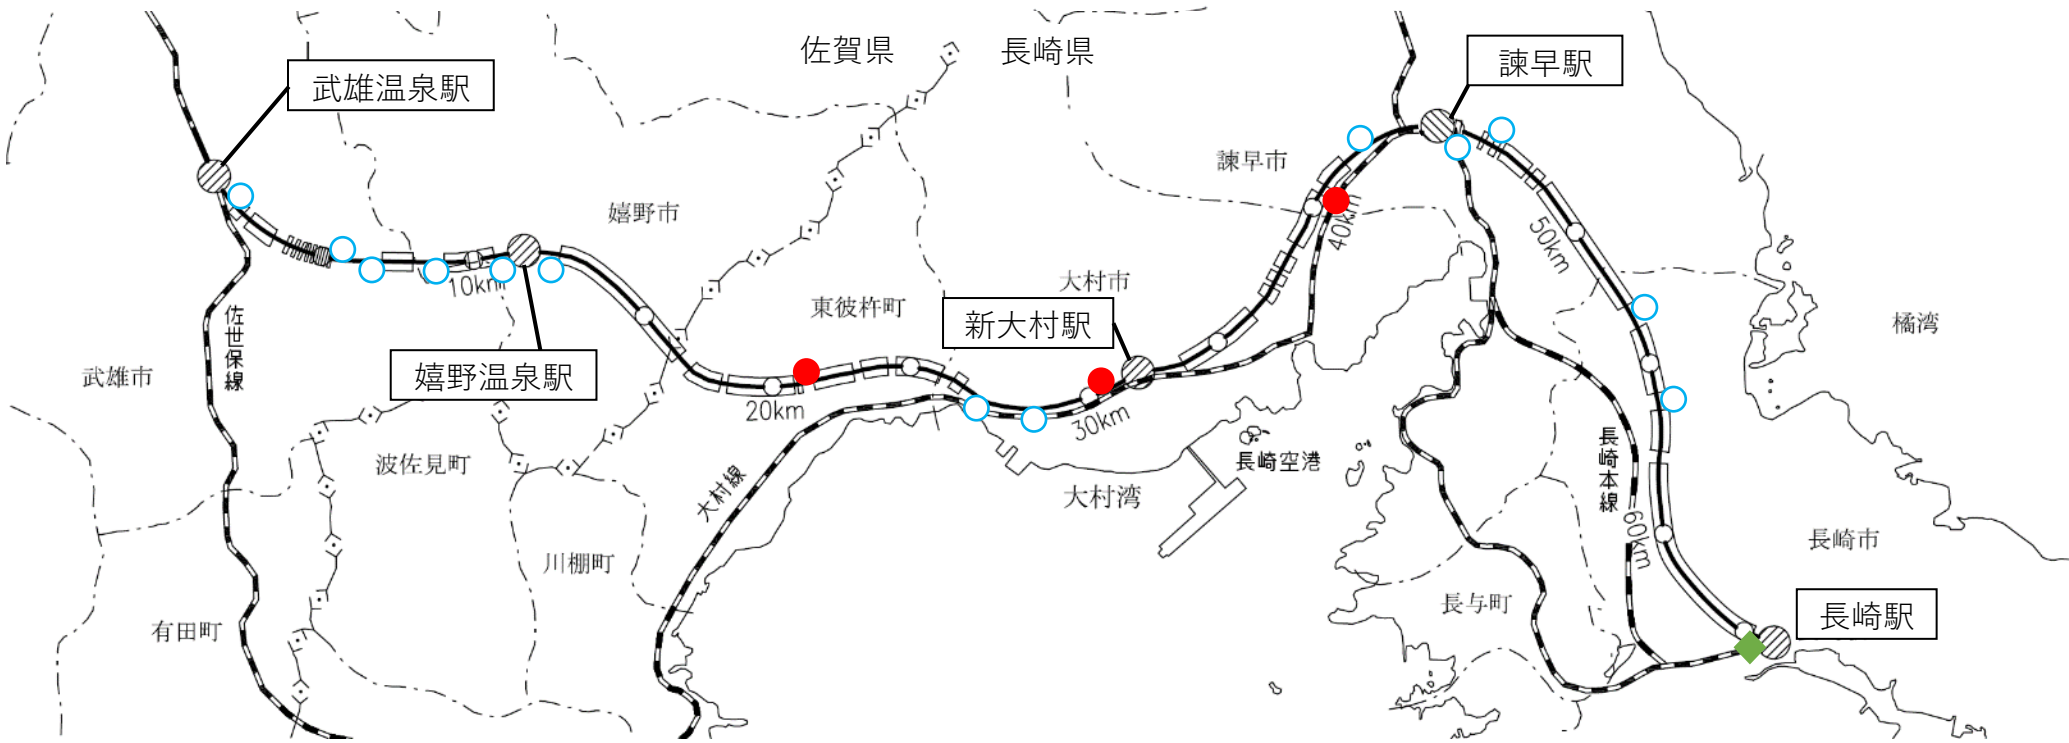 佐賀県
長崎県
諫早駅
武雄温泉駅
諫早市
嬉野市
40km
50km
10km
大村市
東彼杵町
新大村駅
佐世保線
橘湾
武雄市
嬉野温泉駅
20km
30km
波佐見町
長崎空港
長崎本線
大村線
大村湾
60km
長崎市
川棚町
長与町
有田町
長崎駅